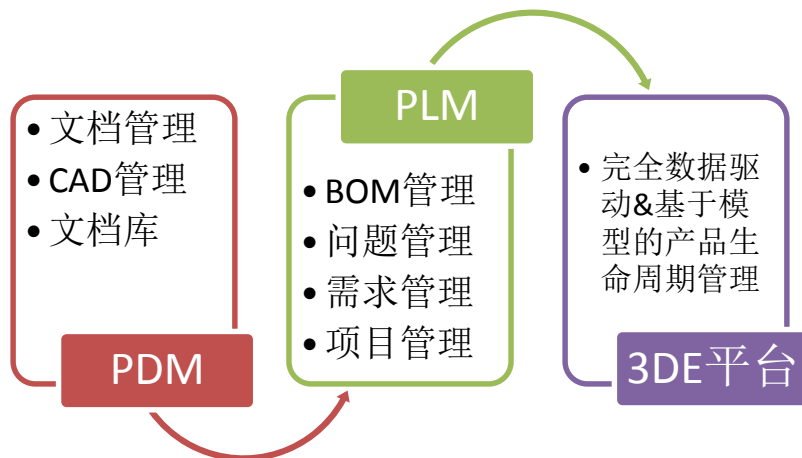 • 文档管理
• CAD管理
• 文档库
PDM
PLM
• BOM管理
• 问题管理
• 需求管理
• 项目管理
• 完全数据驱
动&基于模
型的产品生
命周期管理
3DE平台